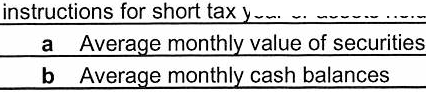 instructions for short tax
a Average monthly value of securities
b Average monthly cash balances